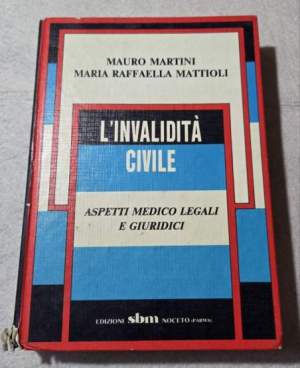 MAURO MARTINI
MARIA RAFFAELLA MATTIOLI
L'INVALIDITÀ
CIVILE
ASPETTI MEDICO LEGALI
E GIURIDICI
EDIZIONI sbm NOCETO (PARMA)